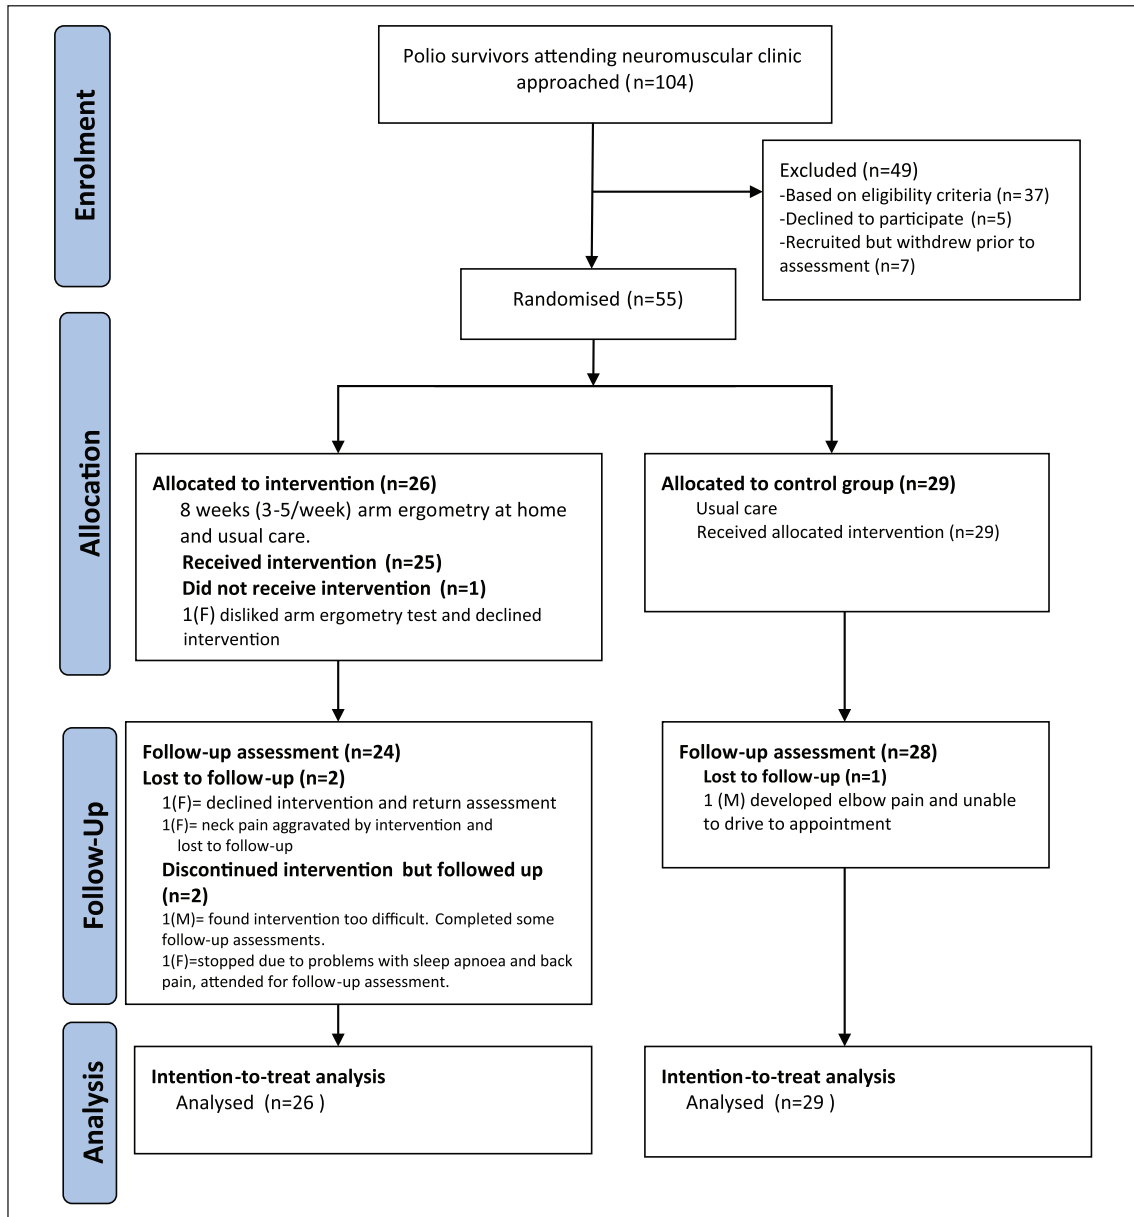 Enrolment
Polio survivors attending neuromuscular clinic
approached (n=104)
Excluded (n=49)
-Based on eligibility criteria (n=37)
-Declined to participate (n=5)
-Recruited but withdrew prior to
assessment (n=7)
Randomised (n=55)
Allocation
Allocated to intervention (n=26)
8 weeks (3-5/week) arm ergometry at home
and usual care.
Received intervention (n=25)
Did not receive intervention (n=1)
1(F) disliked arm ergometry test and declined
intervention
Allocated to control group (n=29)
Usual care
Received allocated intervention (n=29)
Follow-Up
Follow-up assessment (n=24)
Lost to follow-up (n=2)
1(F)= declined intervention and return assessment
1(F)= neck pain aggravated by intervention and
lost to follow-up
Discontinued intervention but followed up
(n=2)
1(M)= found intervention too difficult. Completed some
follow-up assessments.
1(F)=stopped due to problems with sleep apnoea and back
pain, attended for follow-up assessment.
Follow-up assessment (n=28)
Lost to follow-up (n=1)
1 (M) developed elbow pain and unable
to drive to appointment
Analysis
Intention-to-treat analysis
Analysed (n=26 )
Intention-to-treat analysis
Analysed (n=29 )